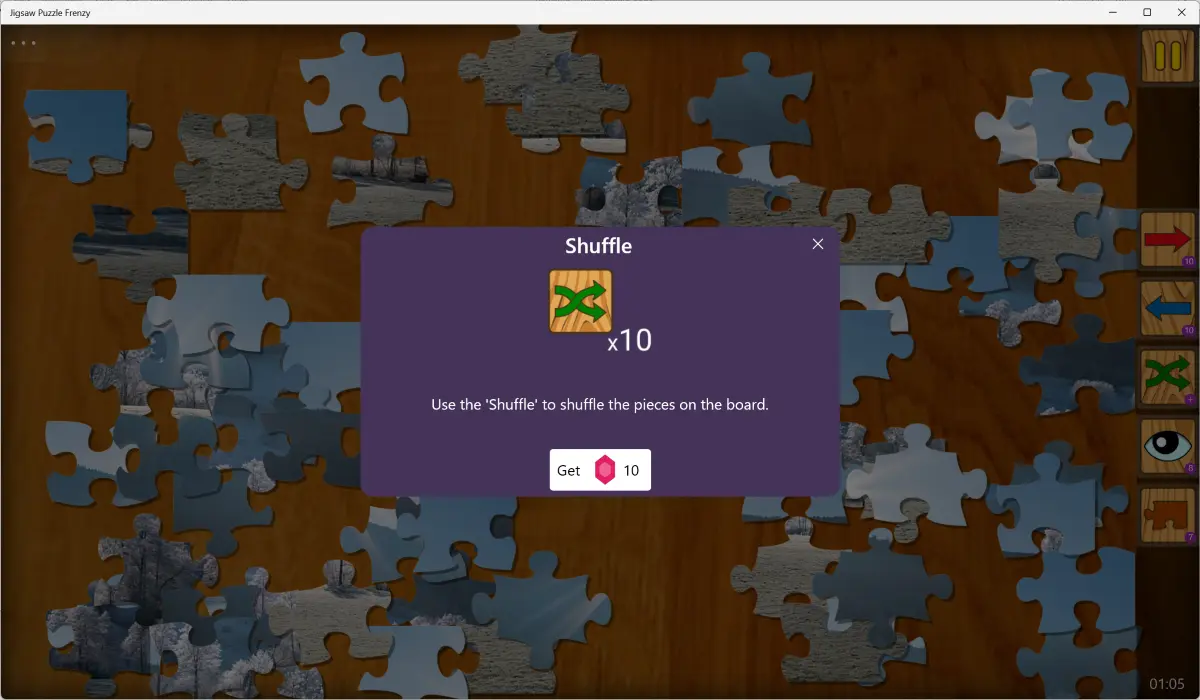 Jigsaw Puzzle Frenzy
Shuffle
x10
Use the 'Shuffle' to shuffle the pieces on the board.
Get 10
10
10
+
8
7
01:05